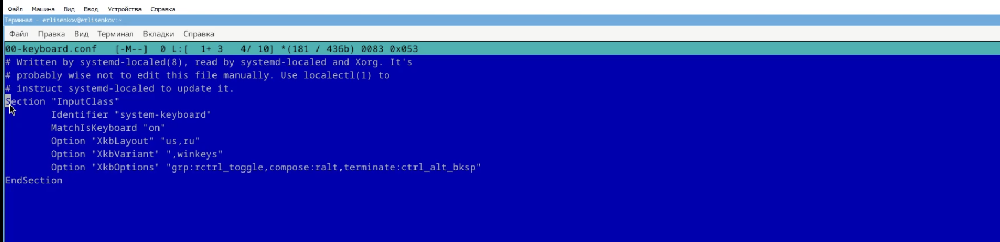 Файл Машина Вид Ввод Устройства Справка
Терминал - erlisenkov@erlisenkov:~
Файл Правка Вид Терминал Вкладки Справка
00-keyboard.conf [-M--] 0 L:[ 1+ 3 4/ 10] *(181 / 436b) 0083 0x053
# Written by systemd-localed(8), read by systemd-localed and Xorg. It's
# probably wise not to edit this file manually. Use localectl(1) to
# instruct systemd-localed to update it.
Section "InputClass"
Identifier "system-keyboard"
MatchIsKeyboard "on"
Option "XkbLayout" "us,ru"
Option "XkbVariant" ",winkeys"
Option "XkbOptions" "grp:rctrl_toggle,compose:ralt,terminate:ctrl_alt_bksp"
EndSection